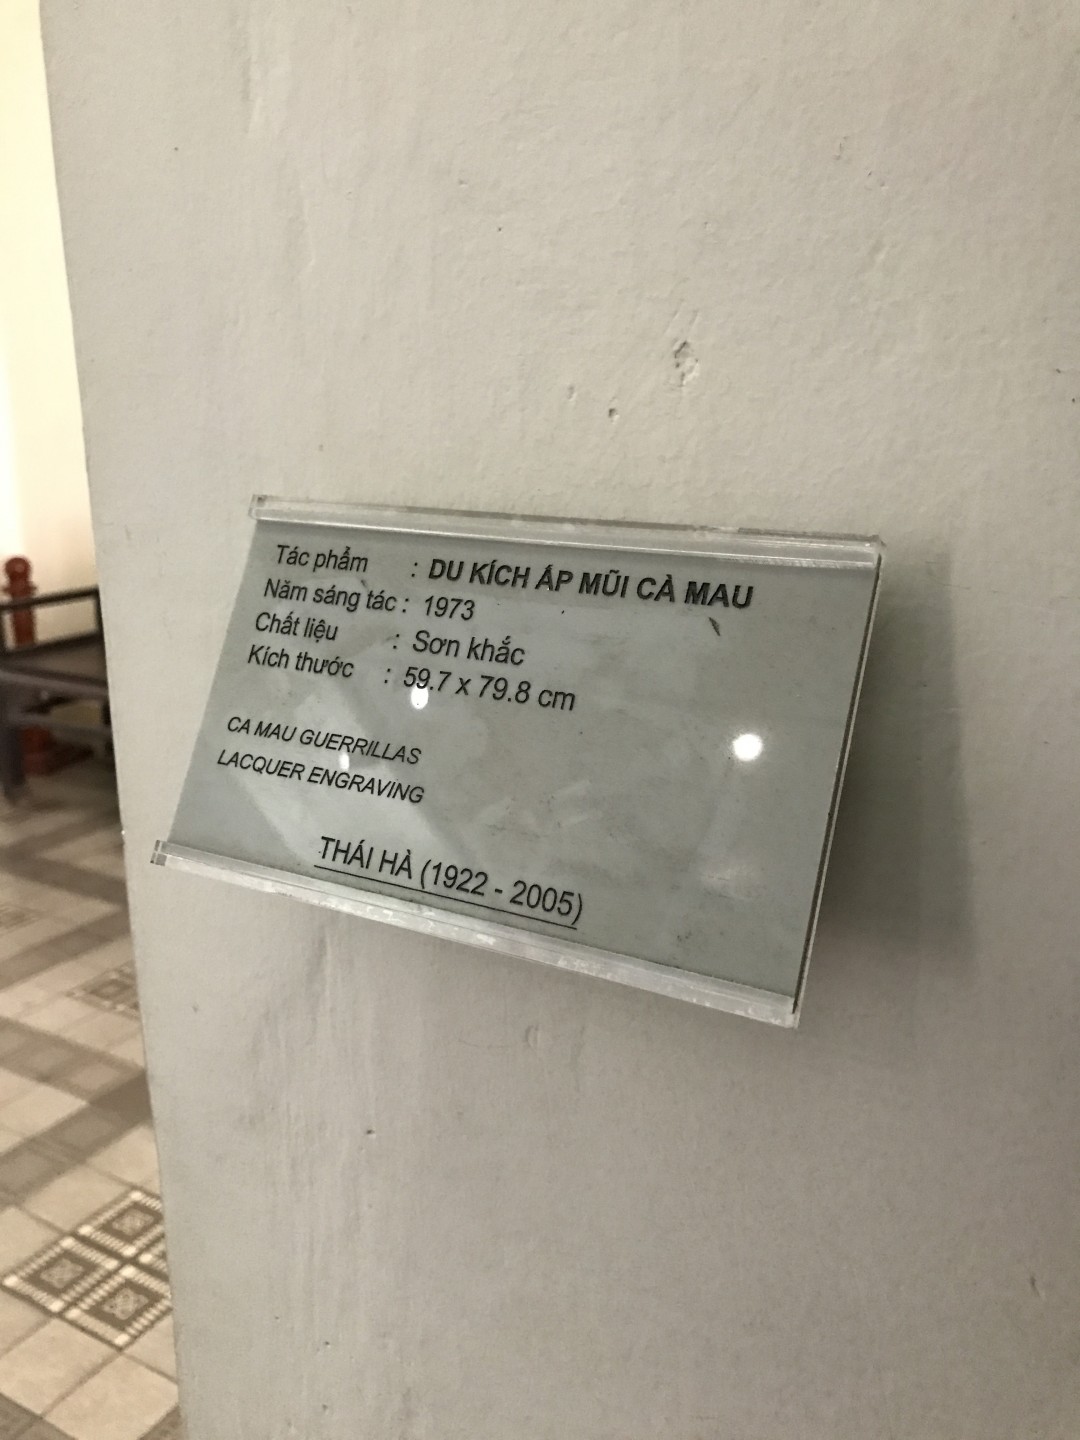 Tác phẩm : DU KÍCH ẤP MŨI CÀ MAU
Năm sáng tác : 1973
Chất liệu : Sơn khắc
Kích thước : 59.7 x 79.8 cm
CA MAU GUERRILLAS
LACQUER ENGRAVING
THÁI HÀ (1922 - 2005)